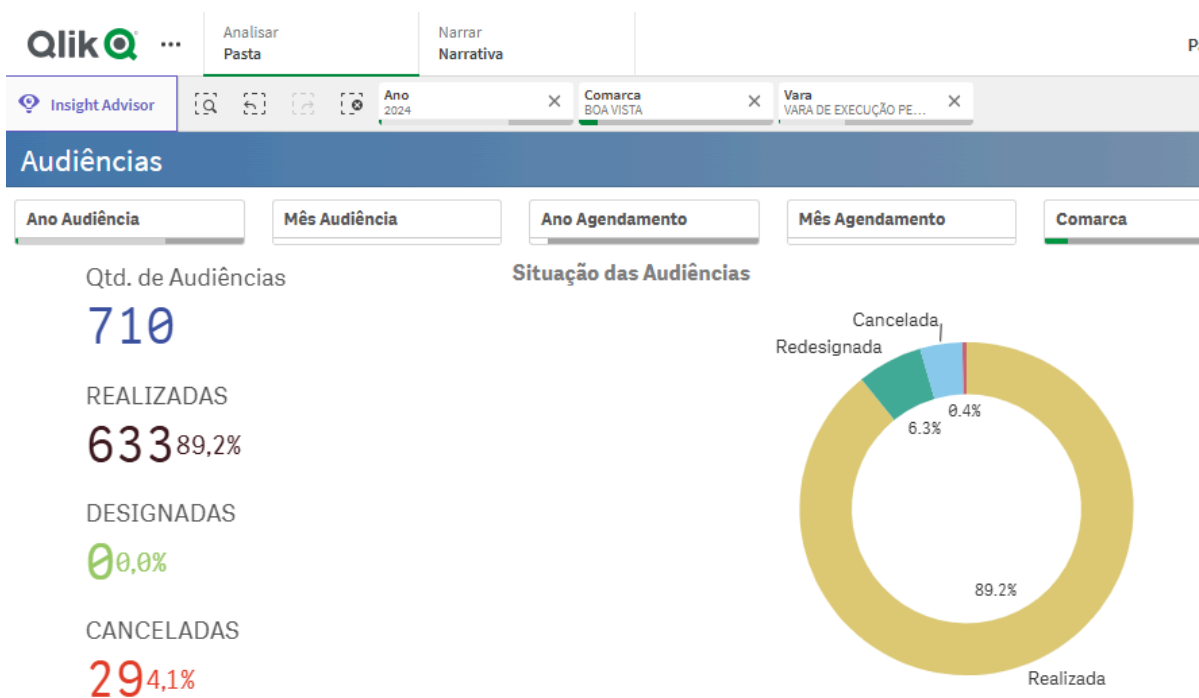 Qlik
Analisar
Pasta
Narrar
Narrativa
Insight Advisor
Ano
2024
Comarca
BOA VISTA
Vara
VARA DE EXECUÇÃO PE...
Audiências
Ano Audiência
Mês Audiência
Ano Agendamento
Mês Agendamento
Comarca
Qtd. de Audiências
710
REALIZADAS
633 89,2%
DESIGNADAS
0 0,0%
CANCELADAS
29 4,1%
Situação das Audiências
Cancelada
Redesignada
0.4%
6.3%
89.2%
Realizada